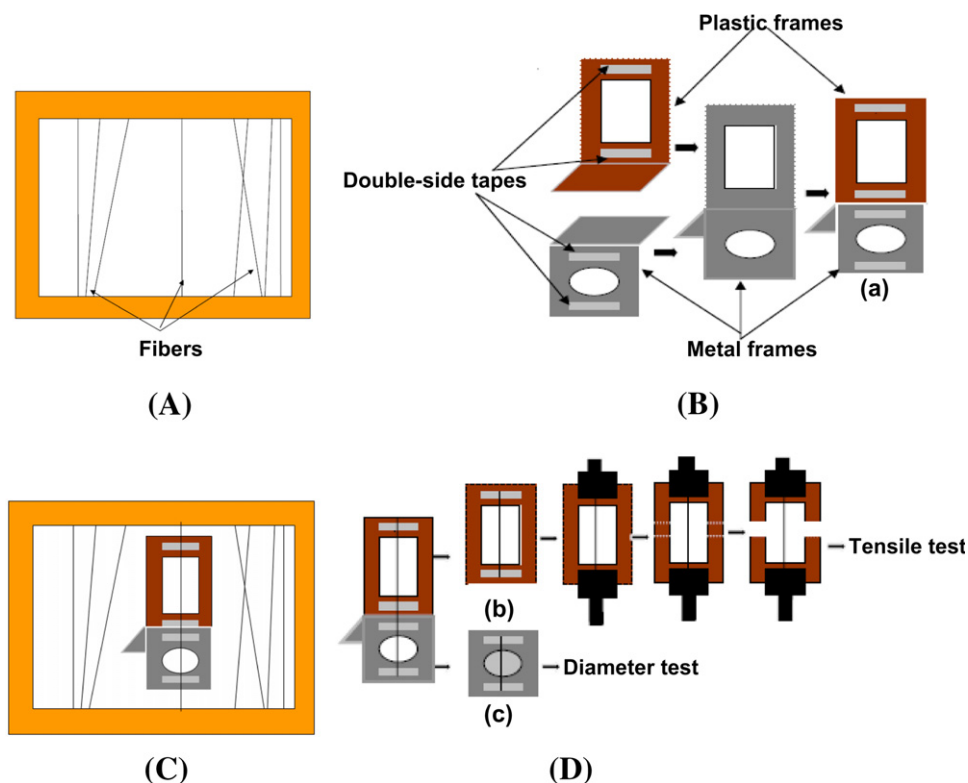 Fibers
(A)
Plastic frames
Double-side tapes
(a)
Metal frames
(B)
(C)
(b)
Tensile test
Diameter test
(c)
(D)